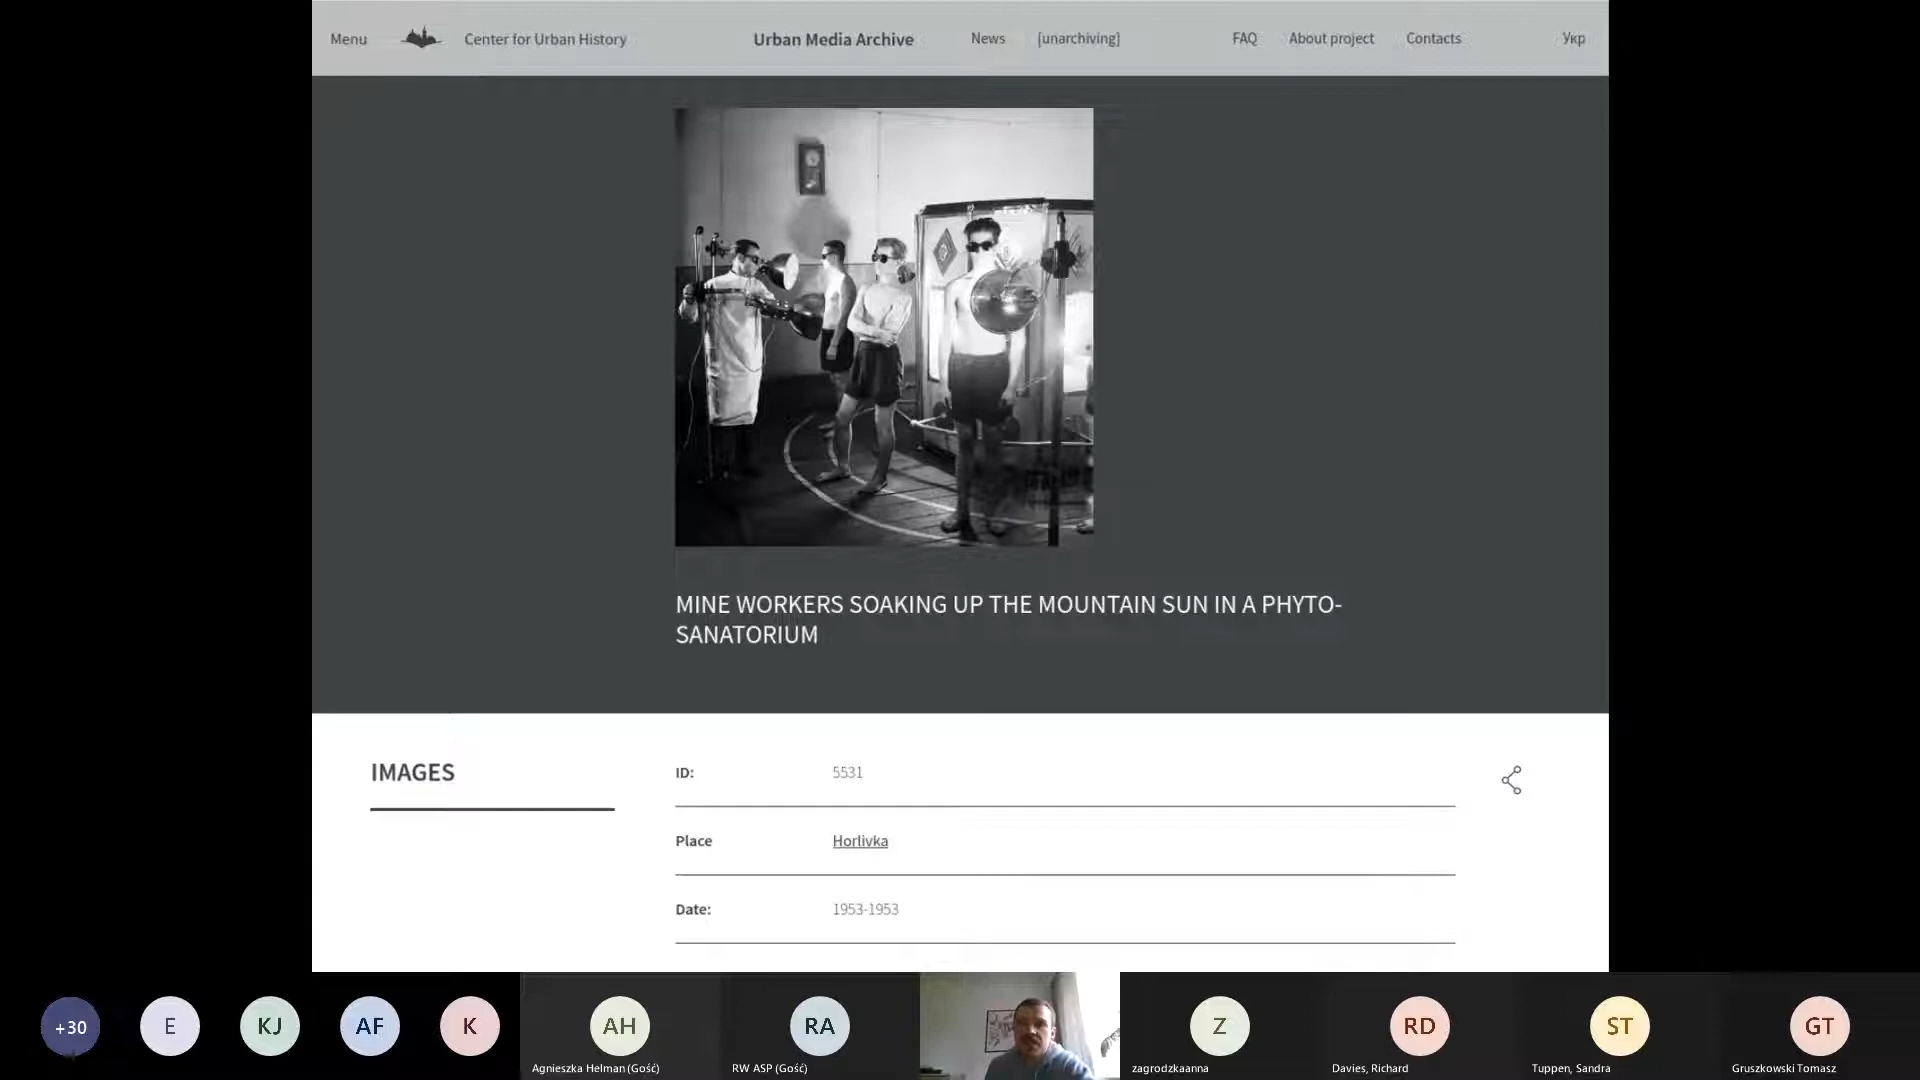 Menu
Center for Urban History
Urban Media Archive
News
[unarchiving]
FAQ
About project
Contacts
Укр
MINE WORKERS SOAKING UP THE MOUNTAIN SUN IN A PHYTO-
SANATORIUM
IMAGES
ID:
5531
Place
Horlivka
Date:
1953-1953
+30
E
KJ
AF
K
AH
Agnieszka Helman (Gość)
RA
RW ASP (Gość)
Z
zagrodzkaanna
RD
Davies, Richard
ST
Tuppen, Sandra
GT
Gruszkowski Tomasz